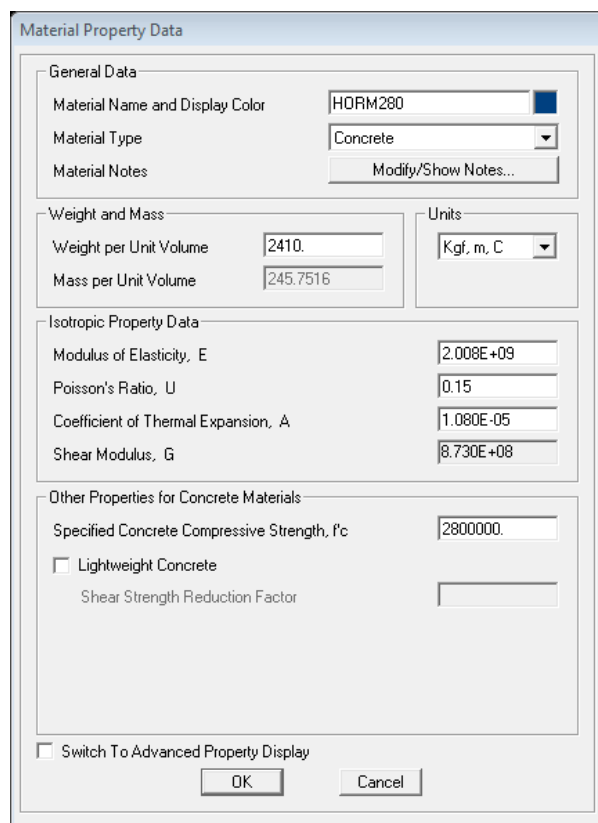 Material Property Data
General Data
Material Name and Display Color HORM280
Material Type Concrete
Material Notes Modify/Show Notes...
Weight and Mass
Weight per Unit Volume 2410.
Mass per Unit Volume 245.7516
Units
Kgf, m, C
Isotropic Property Data
Modulus of Elasticity, E 2.008E+09
Poisson's Ratio, U 0.15
Coefficient of Thermal Expansion, A 1.080E-05
Shear Modulus, G 8.730E+08
Other Properties for Concrete Materials
Specified Concrete Compressive Strength, f'c 2800000.
Lightweight Concrete
Shear Strength Reduction Factor
Switch To Advanced Property Display
OK Cancel